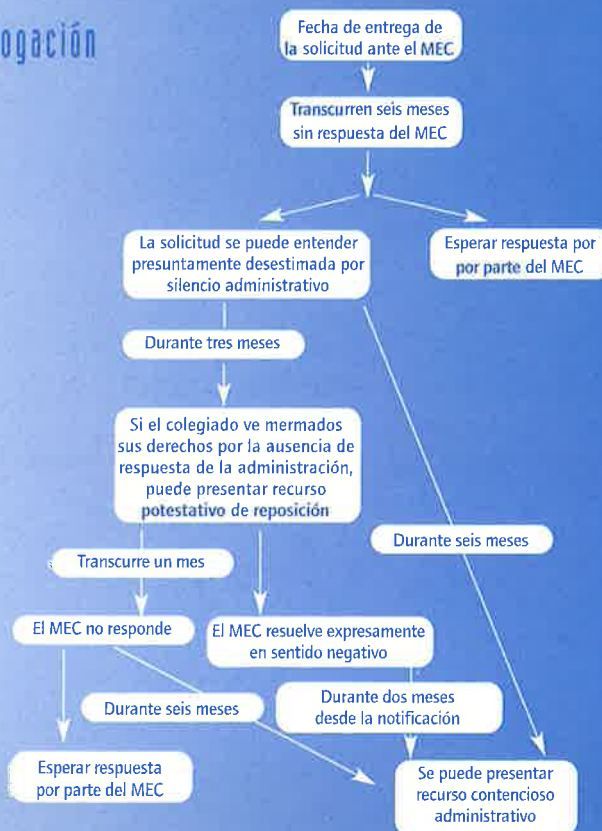 ogación
Fecha de entrega de
la solicitud ante el MEC
Transcurren seis meses
sin respuesta del MEC
La solicitud se puede entender
presuntamente desestimada por
silencio administrativo
Esperar respuesta por
por parte del MEC
Durante tres meses
Si el colegiado ve mermados
sus derechos por la ausencia de
respuesta de la administración,
puede presentar recurso
potestativo de reposición
Durante seis meses
Transcurre un mes
El MEC no responde
El MEC resuelve expresamente
en sentido negativo
Durante seis meses
Durante dos meses
desde la notificación
Esperar respuesta
por parte del MEC
Se puede presentar
recurso contencioso
administrativo